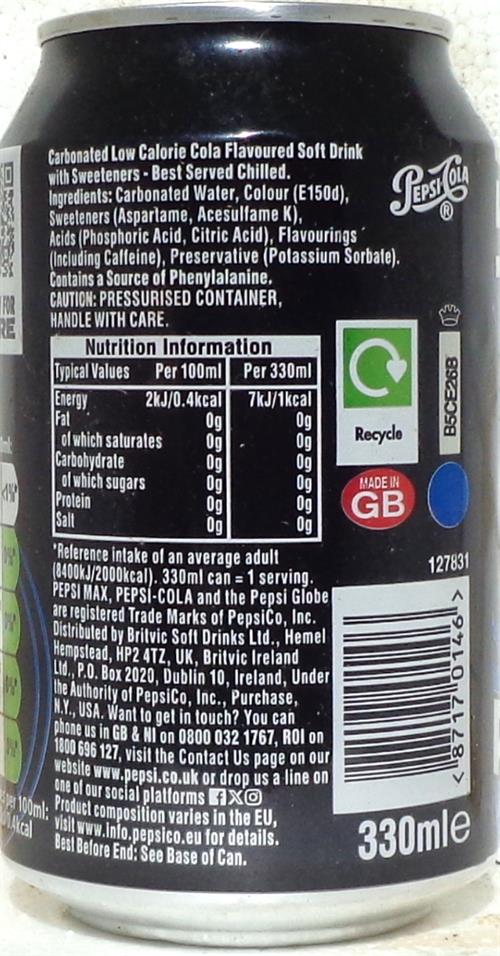 Carbonated Low Calorie Cola Flavoured Soft Drink
with Sweeteners - Best Served Chilled.
Ingredients: Carbonated Water, Colour (E150d),
Sweeteners (Aspartame, Acesulfame K),
Acids (Phosphoric Acid, Citric Acid), Flavourings
(Including Caffeine), Preservative (Potassium Sorbate).
Contains a Source of Phenylalanine.
CAUTION: PRESSURISED CONTAINER,
HANDLE WITH CARE.
Nutrition Information
Typical Values Per 100ml Per 330ml
Energy 2kJ/0.4kcal 7kJ/1kcal
Fat 0g 0g
of which saturates 0g 0g
Carbohydrate 0g 0g
of which sugars 0g 0g
Protein 0g 0g
Salt 0g 0g
*Reference intake of an average adult
(8400kJ/2000kcal). 330ml can = 1 serving.
PEPSI MAX, PEPSI-COLA and the Pepsi Globe
are registered Trade Marks of PepsiCo, Inc.
Distributed by Britvic Soft Drinks Ltd., Hemel
Hempstead, HP2 4TZ, UK, Britvic Ireland
Ltd., P.O. Box 2020, Dublin 10, Ireland, Under
the Authority of PepsiCo, Inc., Purchase,
N.Y., USA. Want to get in touch? You can
phone us in GB & NI on 0800 032 1767, ROI on
1800 696 127, visit the Contact Us page on our
website www.pepsi.co.uk or drop us a line on
one of our social platforms
Product composition varies in the EU,
visit www.info.pepsico.eu for details.
Best Before End: See Base of Can.
PEPSI-COLA
®
Recycle
B5CE26B
MADE IN
GB
127831
8717 0146
330ml e
FOR
per 100ml: